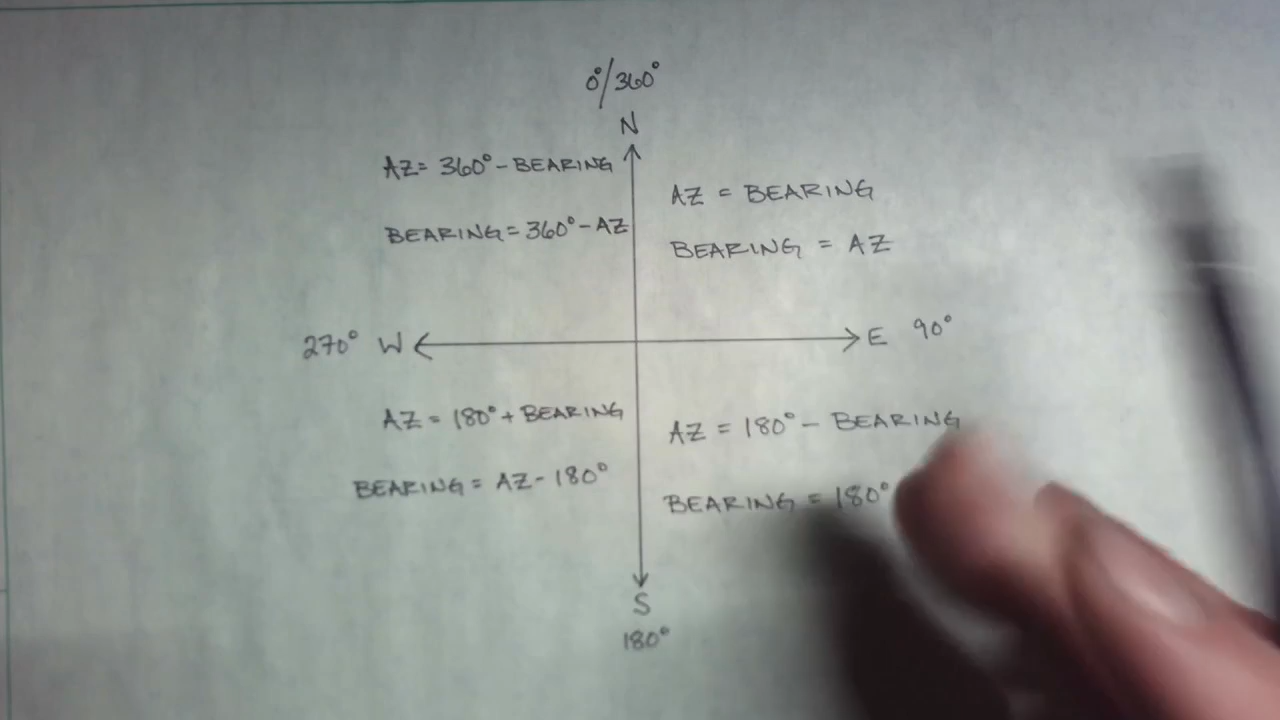 0°/360°
N
AZ = 360° - BEARING
BEARING = 360° - AZ
AZ = BEARING
BEARING = AZ
270° W
E 90°
AZ = 180° + BEARING
BEARING = AZ - 180°
AZ = 180° - BEARING
BEARING = 180°
S
180°